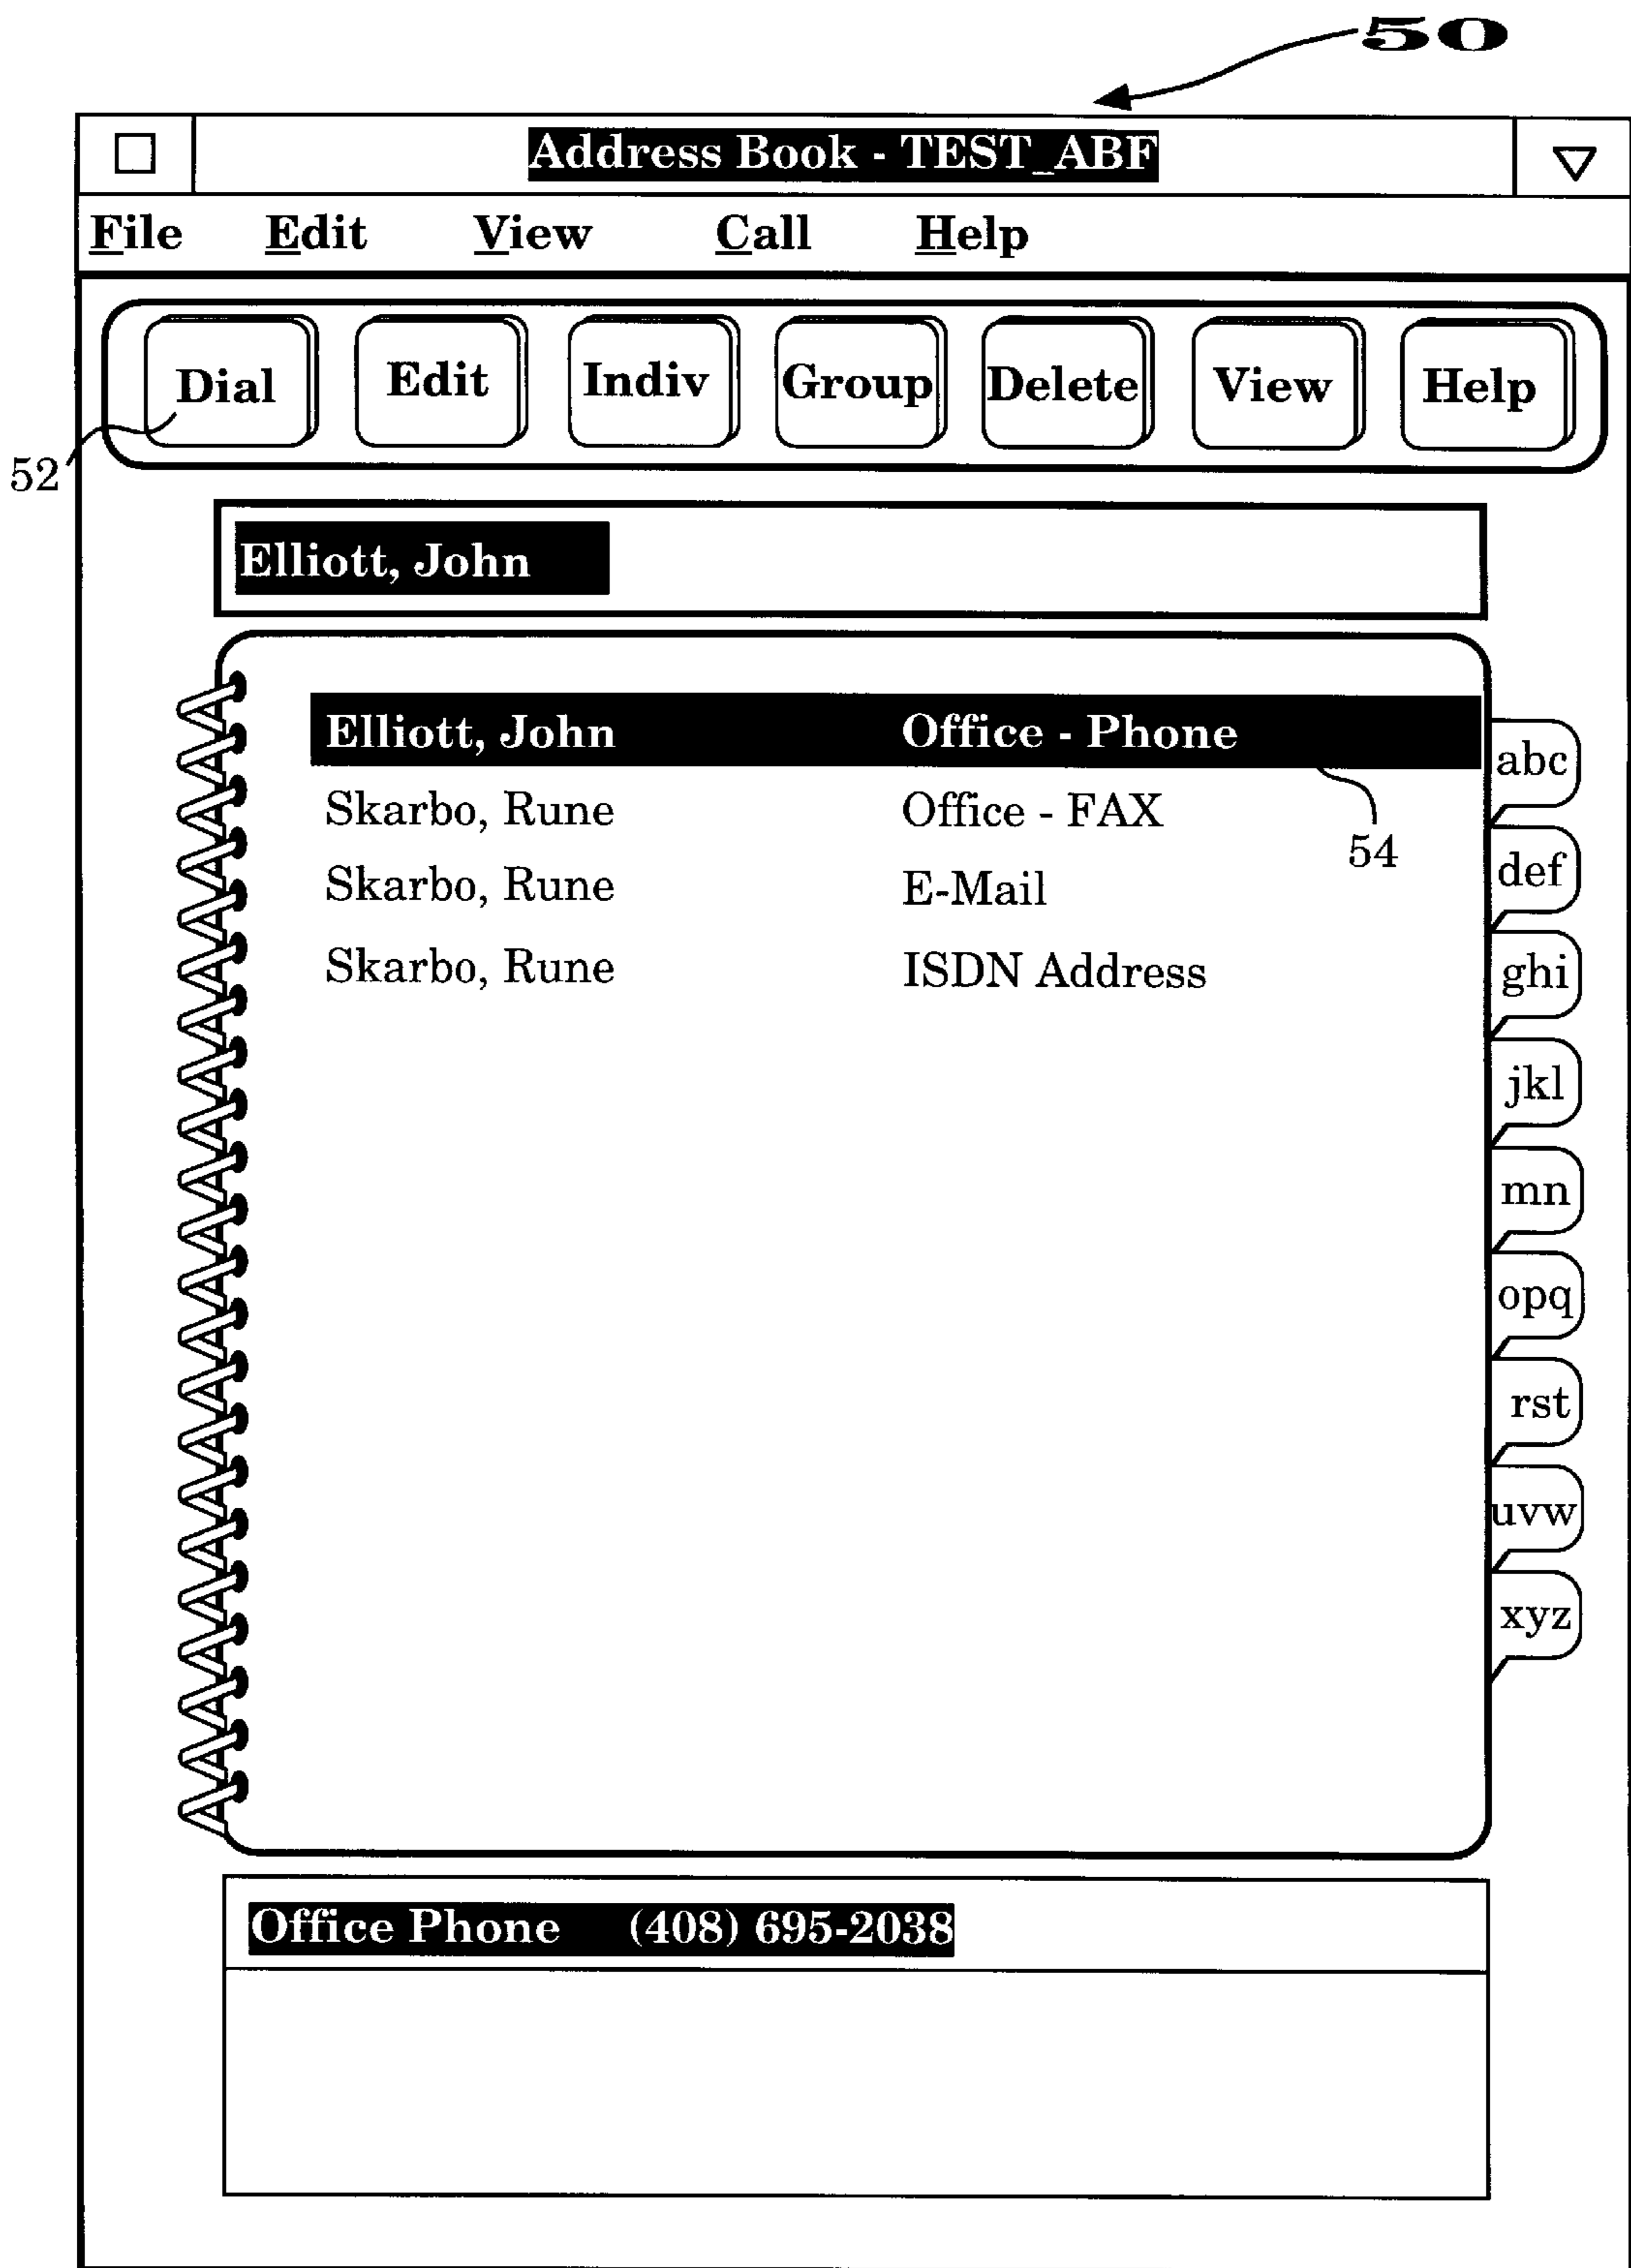 50
Address Book - TEST_ABF
File Edit View Call Help
Dial Edit Indiv Group Delete View Help
52
Elliott, John
Elliott, John Office - Phone
Skarbo, Rune Office - FAX
Skarbo, Rune E-Mail
Skarbo, Rune ISDN Address
54
abc
def
ghi
jkl
mn
opq
rst
uvw
xyz
Office Phone (408) 695-2038